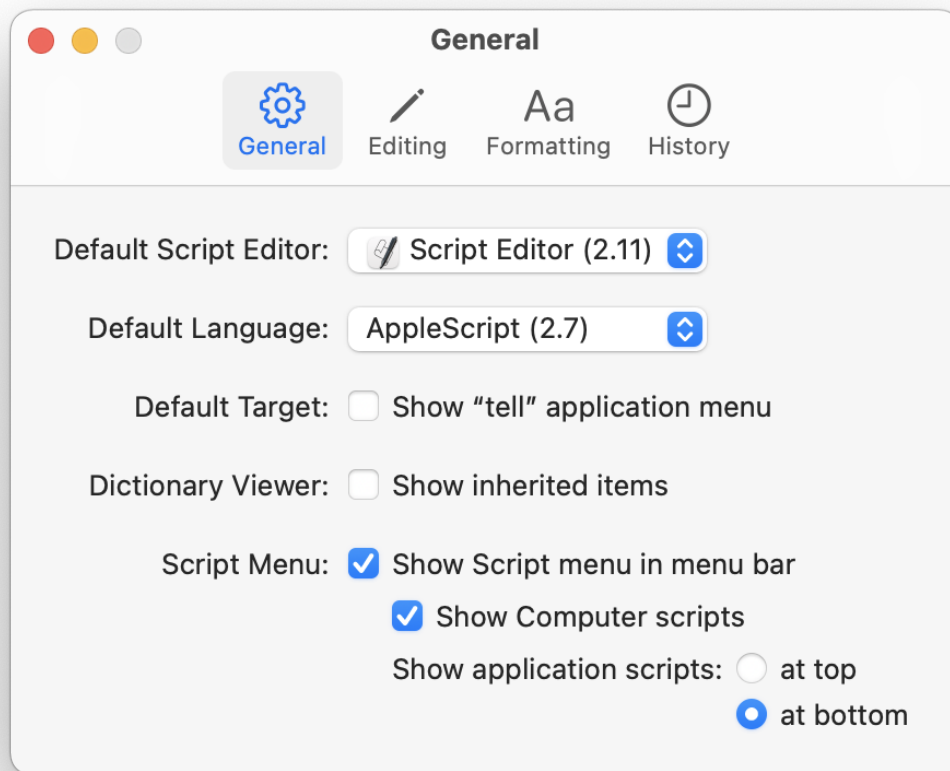 General
General
Editing
Aa
Formatting
History
Default Script Editor: Script Editor (2.11)
Default Language: AppleScript (2.7)
Default Target: Show “tell” application menu
Dictionary Viewer: Show inherited items
Script Menu: Show Script menu in menu bar
Show Computer scripts
Show application scripts: at top
at bottom